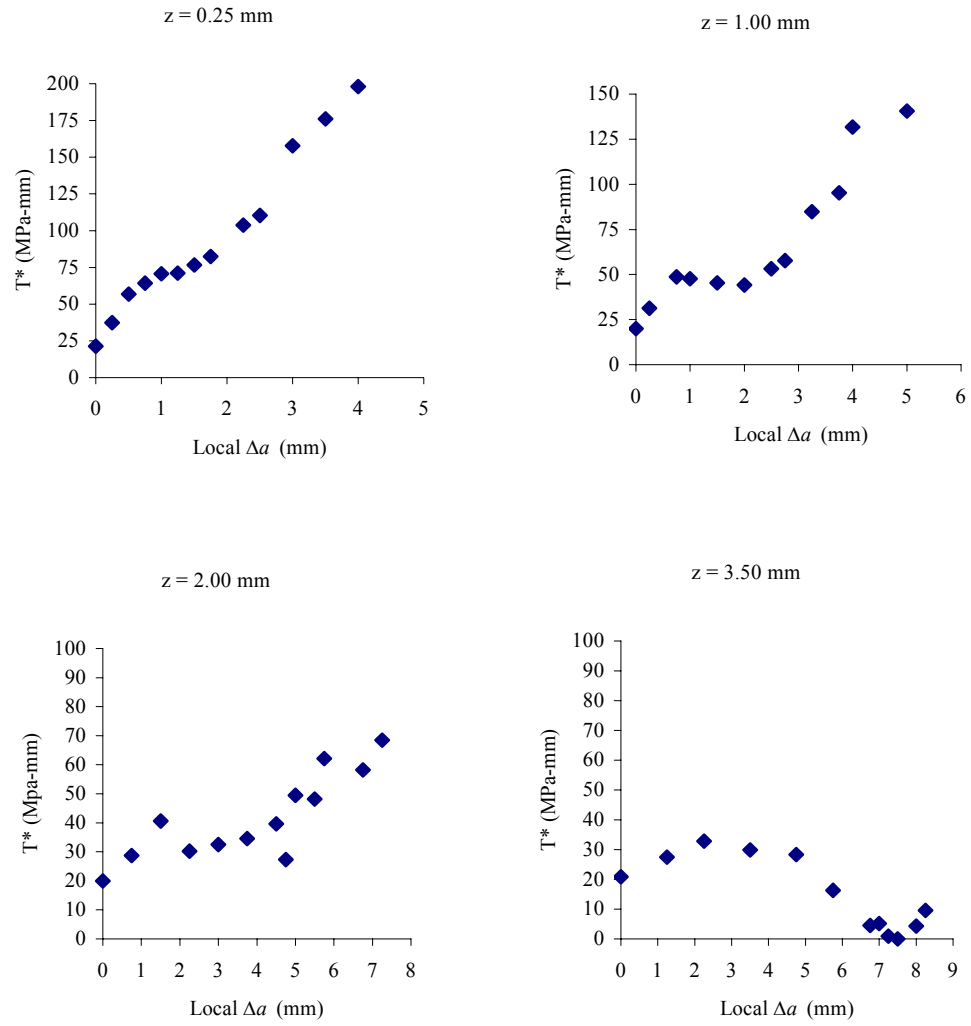 z = 0.25 mm
T* (MPa-mm)
200
175
150
125
100
75
50
25
0
0 1 2 3 4 5
Local Δa (mm)
z = 1.00 mm
T* (MPa-mm)
150
125
100
75
50
25
0
0 1 2 3 4 5 6
Local Δa (mm)
z = 2.00 mm
T* (Mpa-mm)
100
90
80
70
60
50
40
30
20
10
0
0 1 2 3 4 5 6 7 8
Local Δa (mm)
z = 3.50 mm
T* (MPa-mm)
100
90
80
70
60
50
40
30
20
10
0
0 1 2 3 4 5 6 7 8 9
Local Δa (mm)